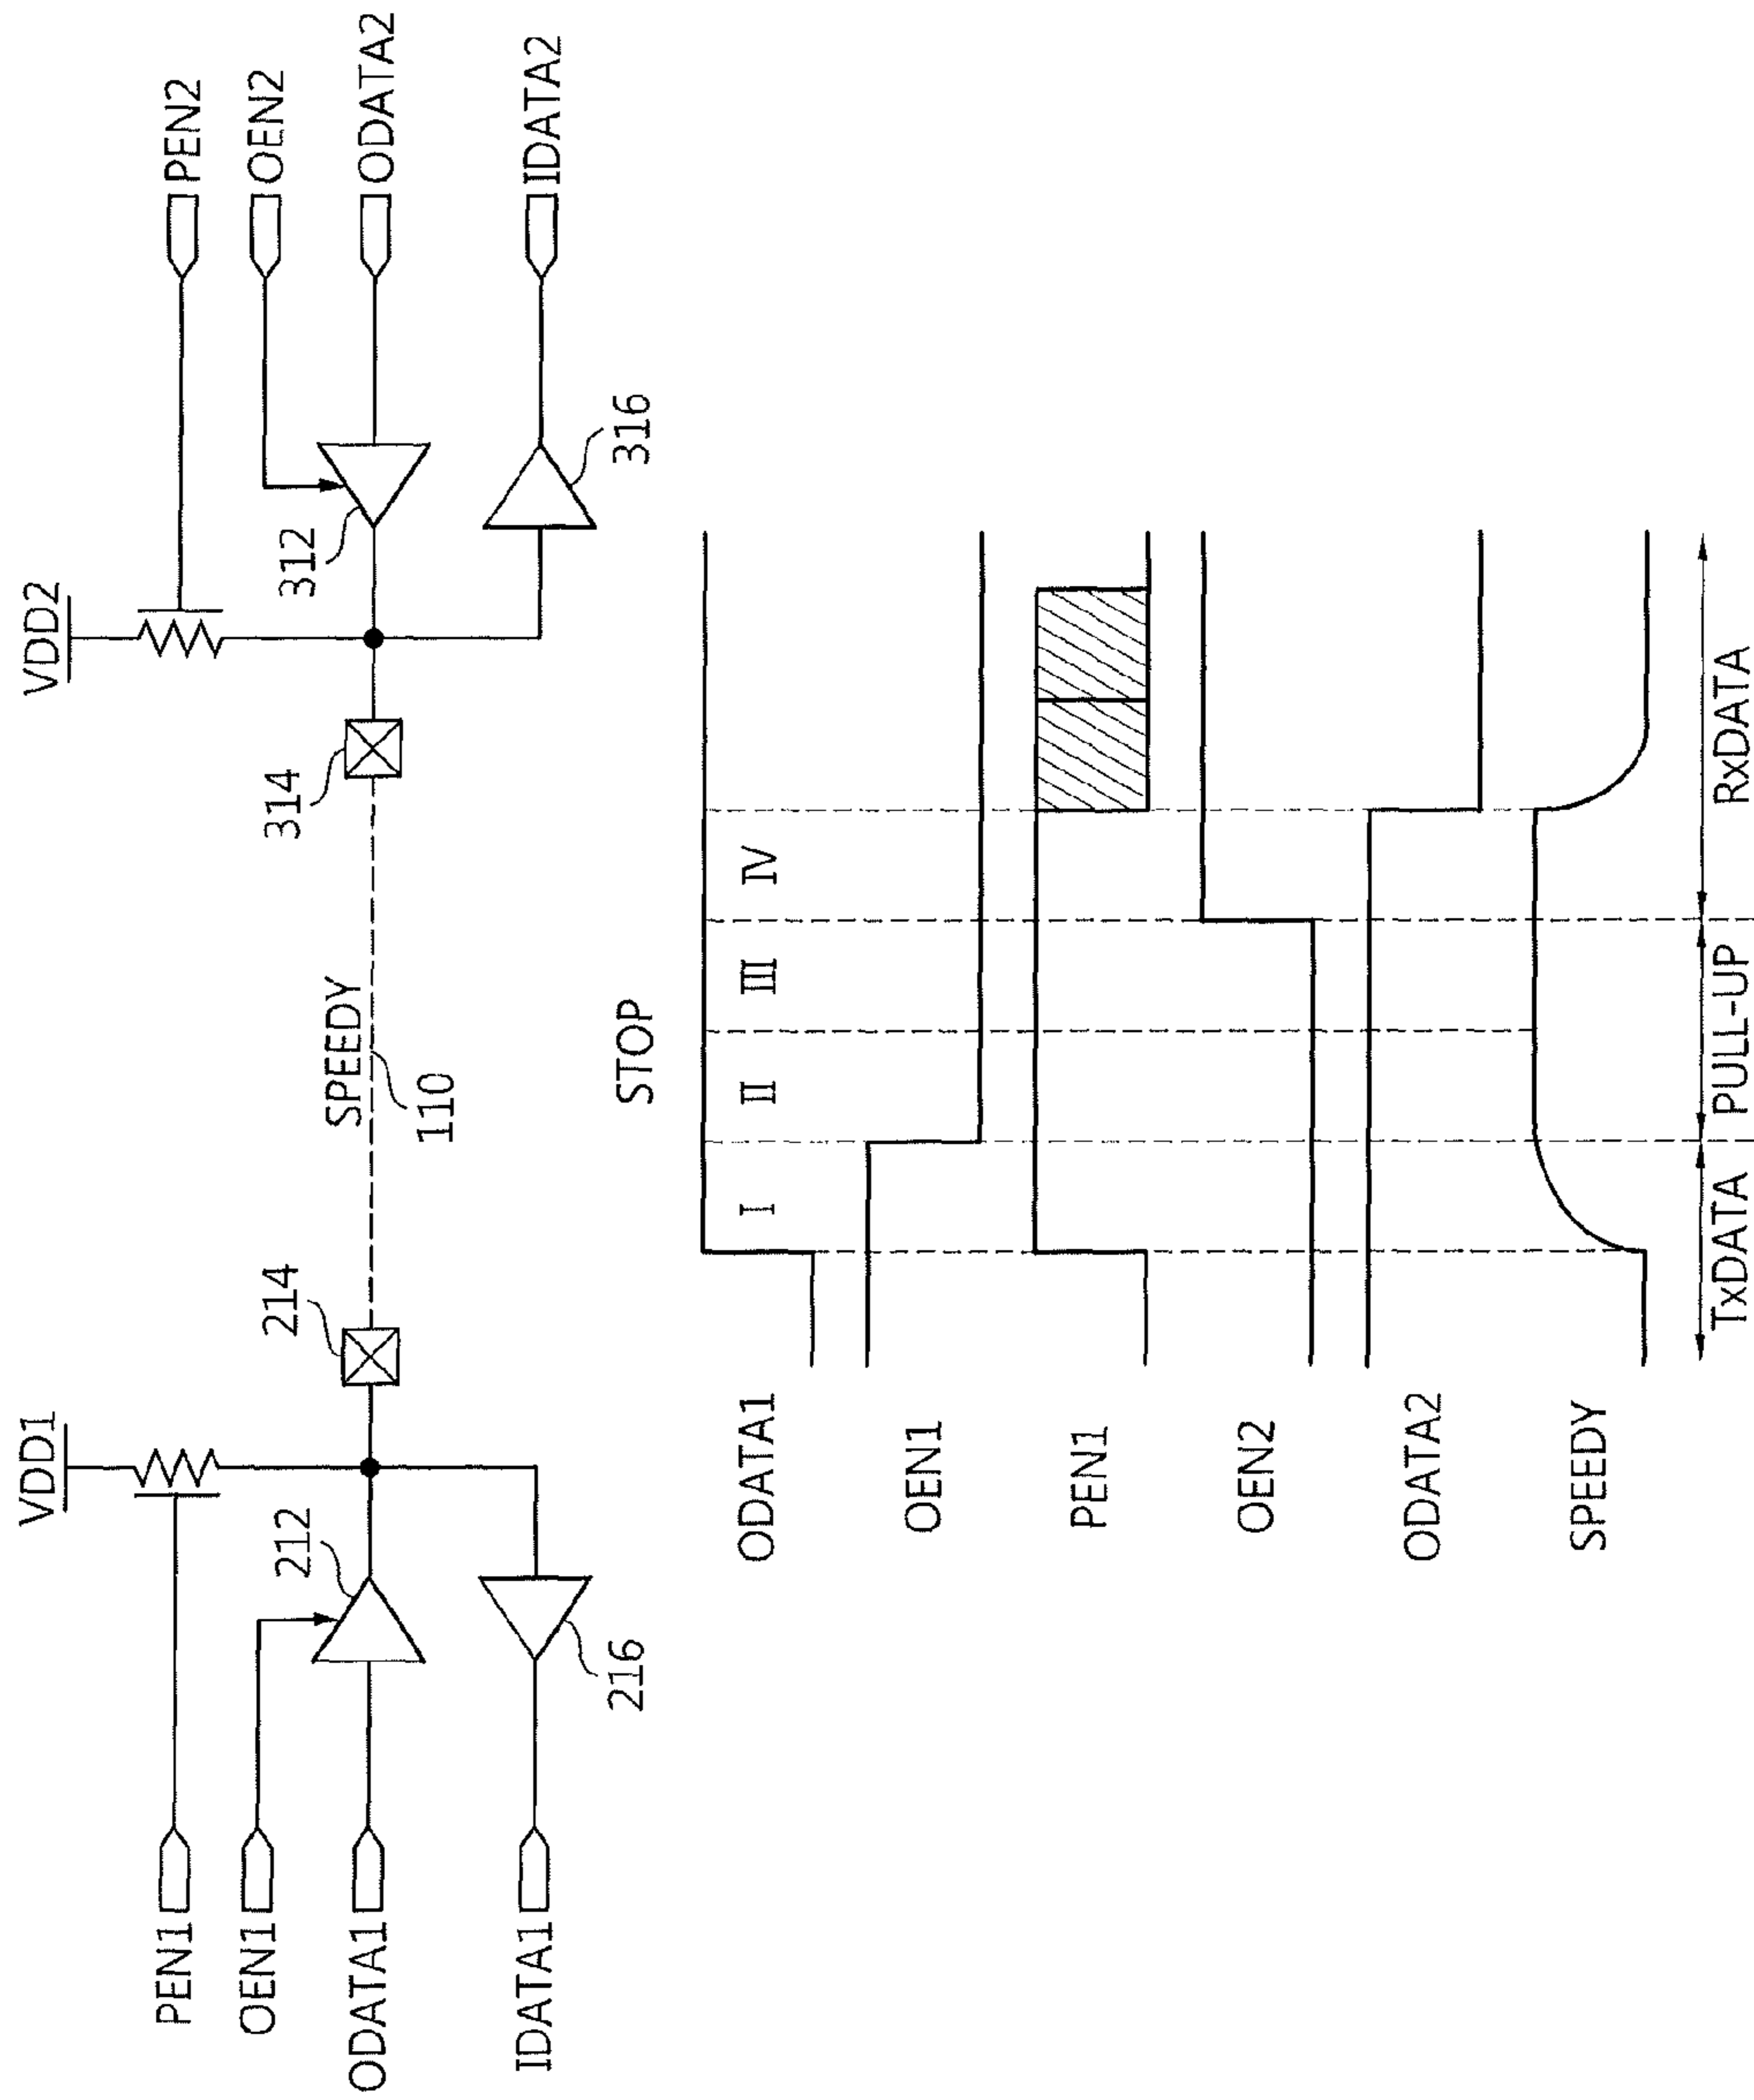 VDD1
VDD2
PEN1
PEN2
OEN1
OEN2
ODATA1
ODATA2
IDATA1
IDATA2
212
214
SPEEDY
110
314
312
216
316
STOP
ODATA1
I II III IV
OEN1
PEN1
OEN2
ODATA2
SPEEDY
TxDATA PULL-UP RxDATA